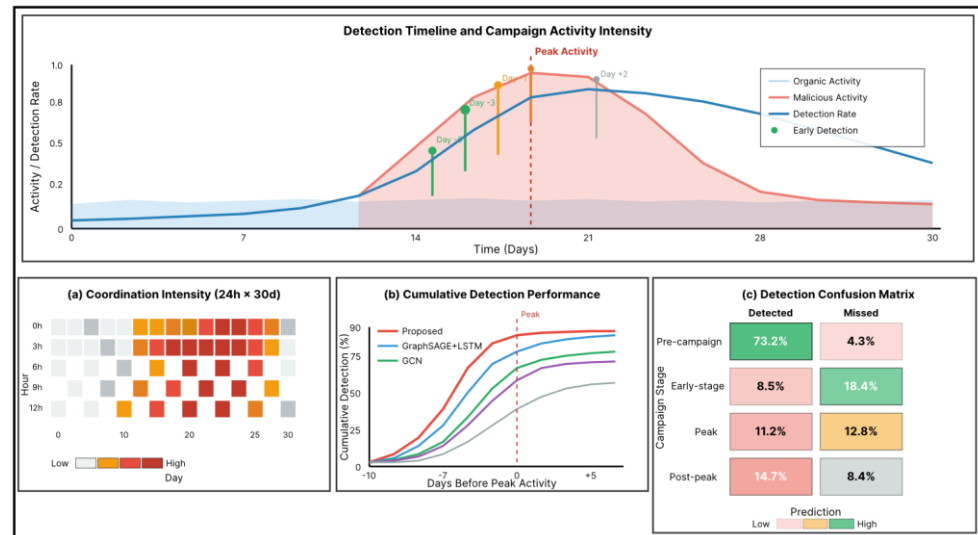 Detection Timeline and Campaign Activity Intensity
Peak Activity
1.0
0.8
0.5
0.2
0
Activity / Detection Rate
Day -3
Day +2
Day
Organic Activity
Malicious Activity
Detection Rate
Early Detection
0 7 14 21 28 30
Time (Days)
(a) Coordination Intensity (24h × 30d)
0h
3h
6h
9h
12h
Hour
0 5 10 15 20 25 30
Low High
Day
(b) Cumulative Detection Performance
Peak
90
75
50
25
0
Cumulative Detection (%)
Proposed
GraphSAGE+LSTM
GCN
-10 -7 0 +5
Days Before Peak Activity
(c) Detection Confusion Matrix
Detected Missed
Campaign Stage
Pre-campaign 73.2% 4.3%
Early-stage 8.5% 18.4%
Peak 11.2% 12.8%
Post-peak 14.7% 8.4%
Prediction
Low High